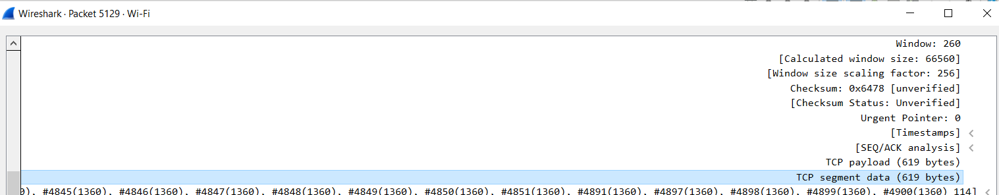 Wireshark · Packet 5129 · Wi-Fi
Window: 260
[Calculated window size: 66560]
[Window size scaling factor: 256]
Checksum: 0x6478 [unverified]
[Checksum Status: Unverified]
Urgent Pointer: 0
[Timestamps]
[SEQ/ACK analysis]
TCP payload (619 bytes)
TCP segment data (619 bytes)
), #4845(1360), #4846(1360), #4847(1360), #4848(1360), #4849(1360), #4850(1360), #4851(1360), #4891(1360), #4897(1360), #4898(1360), #4899(1360), #4900(1360) 114]